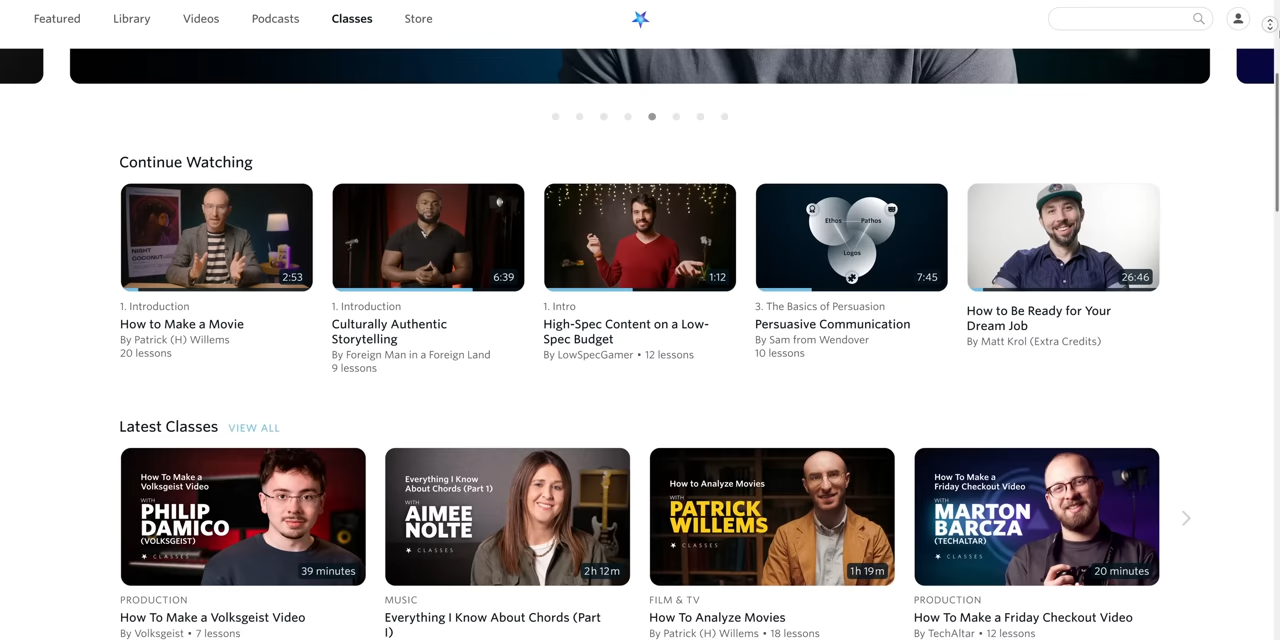 Featured
Library
Videos
Podcasts
Classes
Store
Continue Watching
NIGHT
COCONUT
2:53
6:39
1:12
Ethos
Pathos
Logos
7:45
26:46
1. Introduction
How to Make a Movie
By Patrick (H) Willems
20 lessons
1. Introduction
Culturally Authentic
Storytelling
By Foreign Man in a Foreign Land
9 lessons
1. Intro
High-Spec Content on a Low-
Spec Budget
By LowSpecGamer • 12 lessons
3. The Basics of Persuasion
Persuasive Communication
By Sam from Wendover
10 lessons
How to Be Ready for Your
Dream Job
By Matt Krol (Extra Credits)
Latest Classes VIEW ALL
How To Make a
Volksgeist Video
WITH
PHILIP
DAMICO
(VOLKSGEIST)
CLASSES
39 minutes
Everything I Know
About Chords (Part 1)
WITH
AIMEE
NOLTE
CLASSES
2h 12m
How to Analyze Movies
WITH
PATRICK
WILLEMS
CLASSES
1h 19m
How To Make a
Friday Checkout Video
WITH
MARTON
BARCZA
(TECHALTAR)
CLASSES
20 minutes
PRODUCTION
How To Make a Volksgeist Video
By Volksgeist • 7 lessons
MUSIC
Everything I Know About Chords (Part
I)
FILM & TV
How To Analyze Movies
By Patrick (H) Willems • 18 lessons
PRODUCTION
How To Make a Friday Checkout Video
By TechAltar • 12 lessons